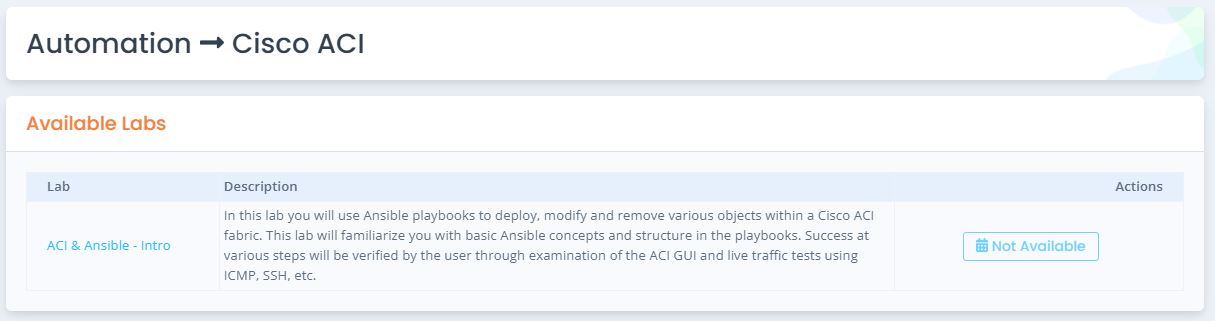 Automation → Cisco ACI
Available Labs
Lab Description Actions
ACI & Ansible - Intro
In this lab you will use Ansible playbooks to deploy, modify and remove various objects within a Cisco ACI
fabric. This lab will familiarize you with basic Ansible concepts and structure in the playbooks. Success at
various steps will be verified by the user through examination of the ACI GUI and live traffic tests using
ICMP, SSH, etc.
Not Available